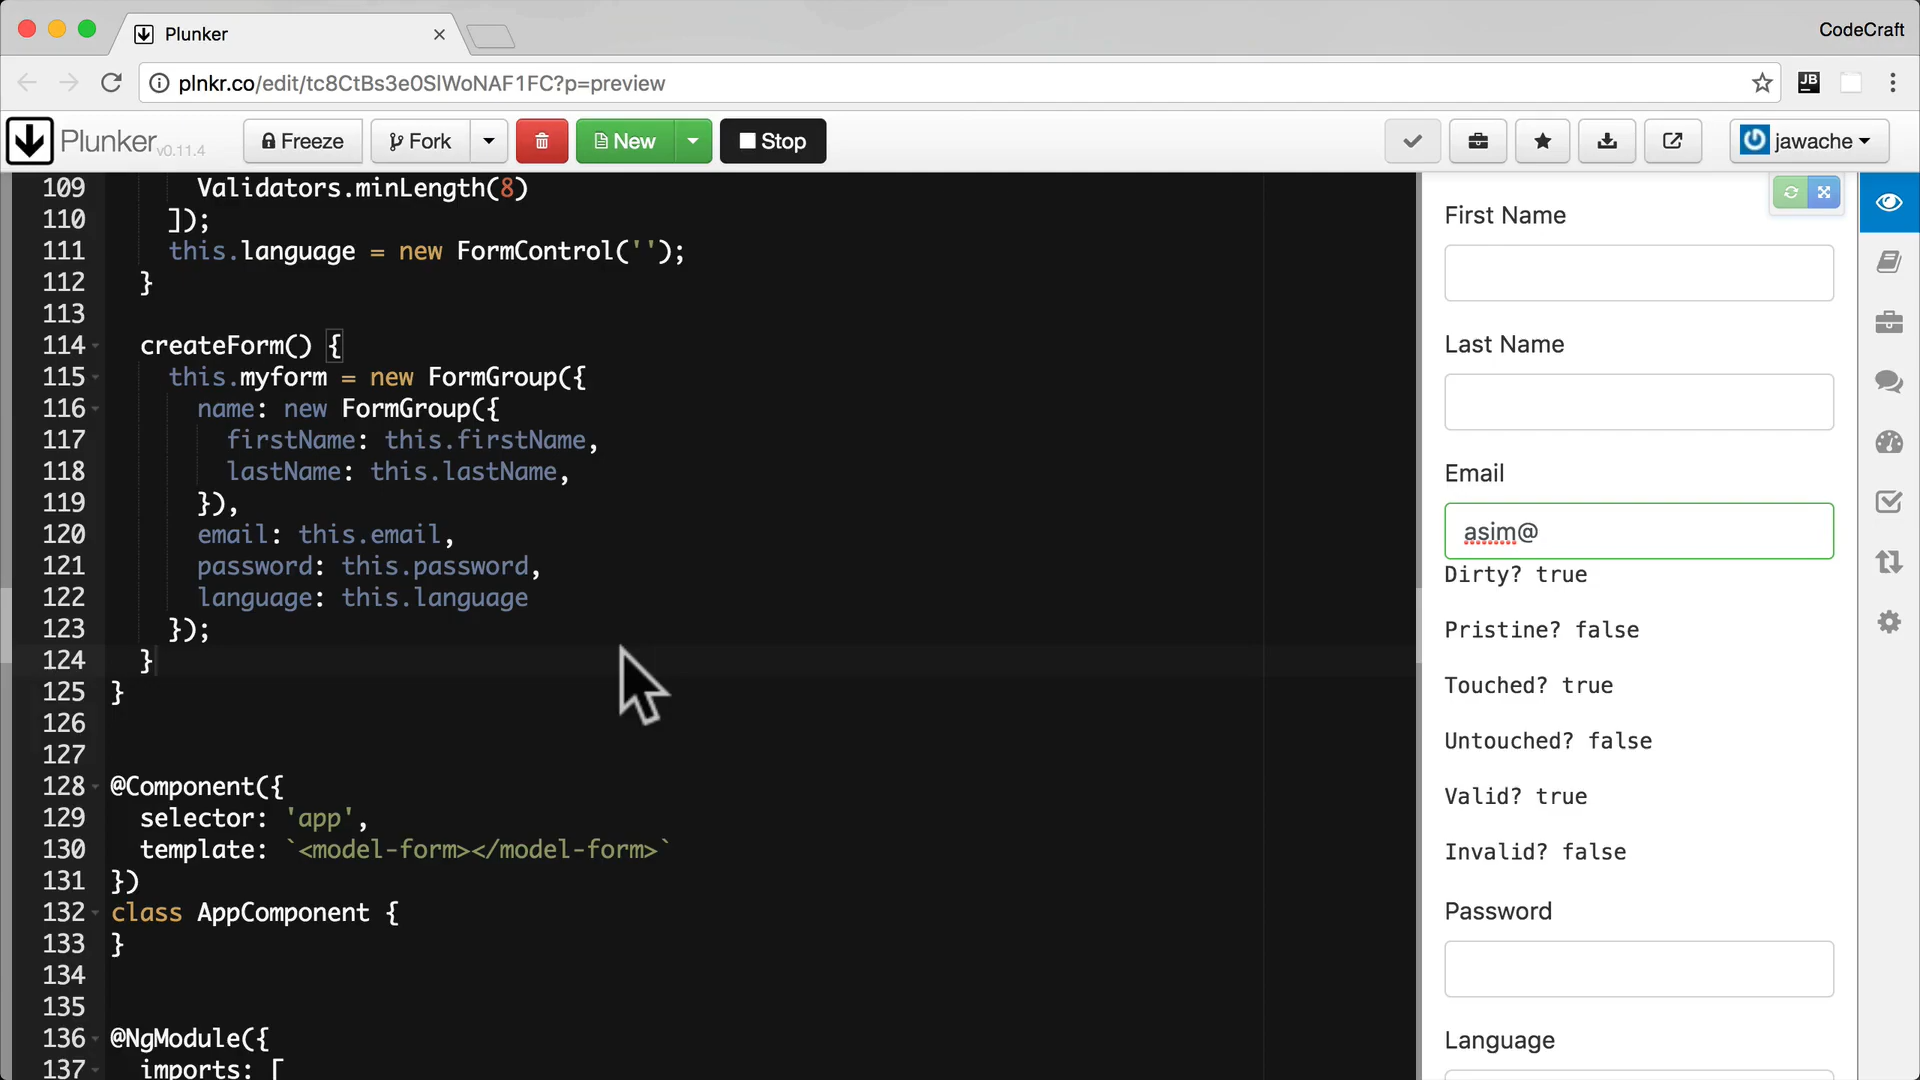 Plunker
CodeCraft
plnkr.co/edit/tc8CtBs3e0SlWoNAF1FC?p=preview
JB
Plunker v0.11.4
Freeze
Fork
New
Stop
jawache
109 Validators.minLength(8)
110 ]);
111 this.language = new FormControl('');
112 }
113
114 createForm() {
115 this.myform = new FormGroup({
116 name: new FormGroup({
117 firstName: this.firstName,
118 lastName: this.lastName,
119 }),
120 email: this.email,
121 password: this.password,
122 language: this.language
123 });
124 }
125 }
126
127
128 @Component({
129 selector: 'app',
130 template: `<model-form></model-form>`
131 })
132 class AppComponent {
133 }
134
135
136 @NgModule({
137 imports: [
First Name
Last Name
Email
asim@
Dirty? true
Pristine? false
Touched? true
Untouched? false
Valid? true
Invalid? false
Password
Language